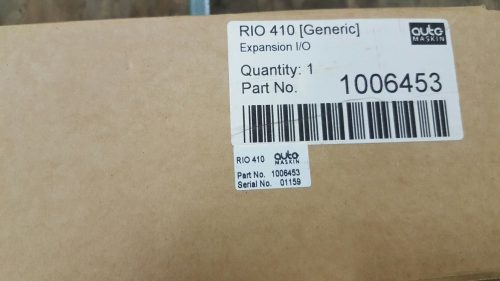 RIO 410 [Generic]
Expansion I/O
auto
MASKIN
Quantity: 1
Part No. 1006453
RIO 410 auto
MASKIN
Part No. 1006453
Serial No. 01159